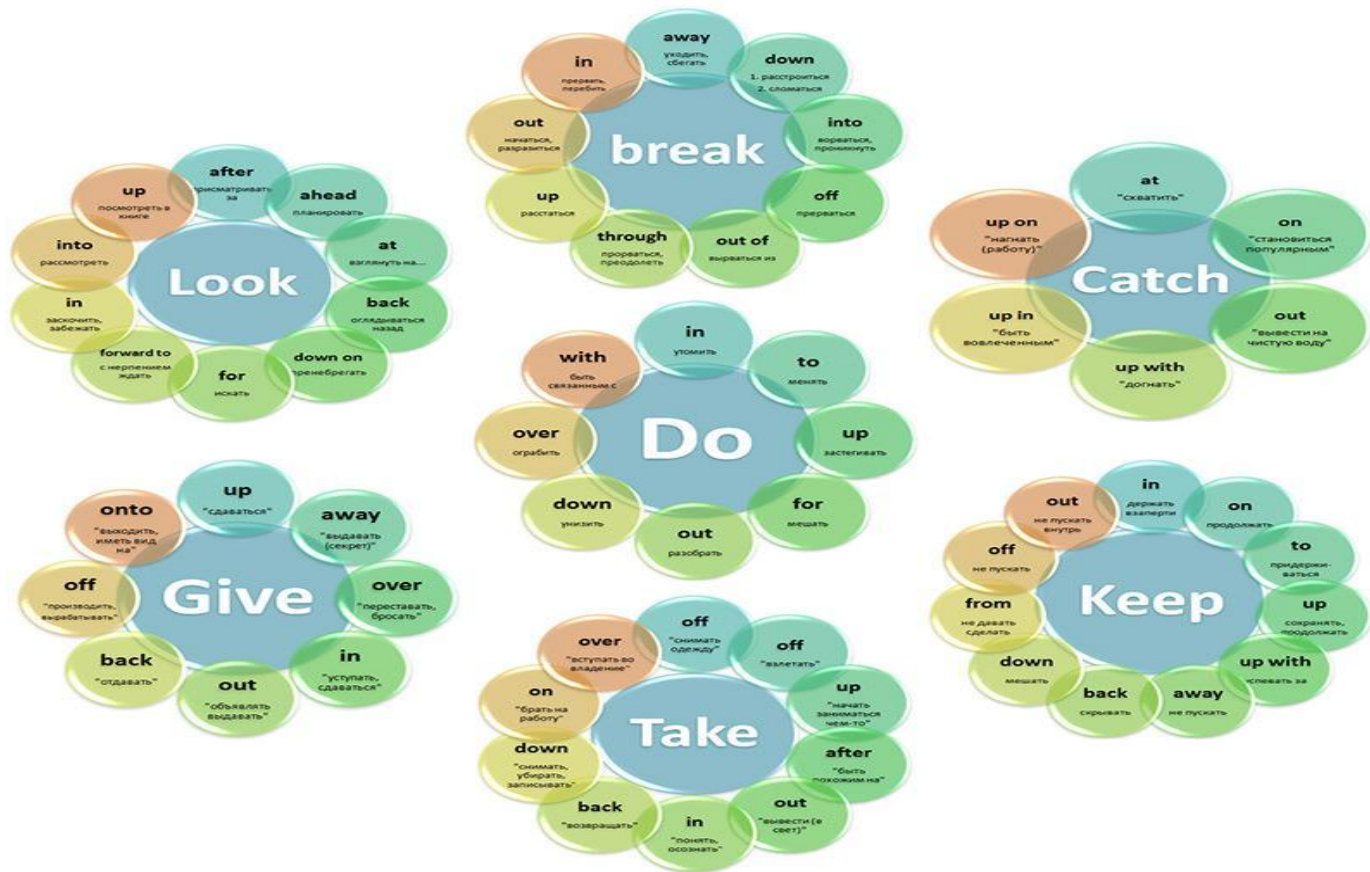 break
away
уходить,
сбегать
down
1. расстроиться
2. сломаться
into
ворваться,
проникнуть
off
прерваться
out of
вырваться из
through
прорваться,
преодолеть
up
расстаться
out
начаться,
разразиться
in
прервать,
перебить
Look
after
присматривать
за
ahead
планировать
at
взглянуть на...
back
оглядываться
назад
down on
пренебрегать
for
искать
forward to
с нерпением
ждать
in
заскочить,
забежать
into
рассмотреть
up
посмотреть в
книге
Catch
at
"схватить"
on
"становиться
популярным"
out
"вывести на
чистую воду"
up with
"догнать"
up in
"быть
вовлеченным"
up on
"нагнать
(работу)"
Do
in
утомить
to
менять
up
застегивать
for
мешать
out
разобрать
down
унизить
over
ограбить
with
быть
связанным с
Give
up
"сдаваться"
away
"выдавать
(секрет)"
over
"переставать,
бросать"
in
"уступать,
сдаваться"
out
"объявлять
выдавать"
back
"отдавать"
off
"производить,
вырабатывать"
onto
"выходить,
иметь вид
на"
Keep
in
держать
взаперти
on
продолжать
to
придержи-
ваться
up
сохранять,
продолжать
up with
успевать за
away
не пускать
back
скрывать
down
мешать
from
не давать
сделать
off
не пускать
out
не пускать
внутрь
Take
off
"снимать
одежду"
off
"взлетать"
up
"начать
заниматься
чем-то"
after
"быть
похожим на"
out
"вывести (в
свет)"
in
"понять,
осознать"
back
"возвращать"
down
"снимать,
убирать,
записывать"
on
"брать на
работу"
over
"вступать во
владение"